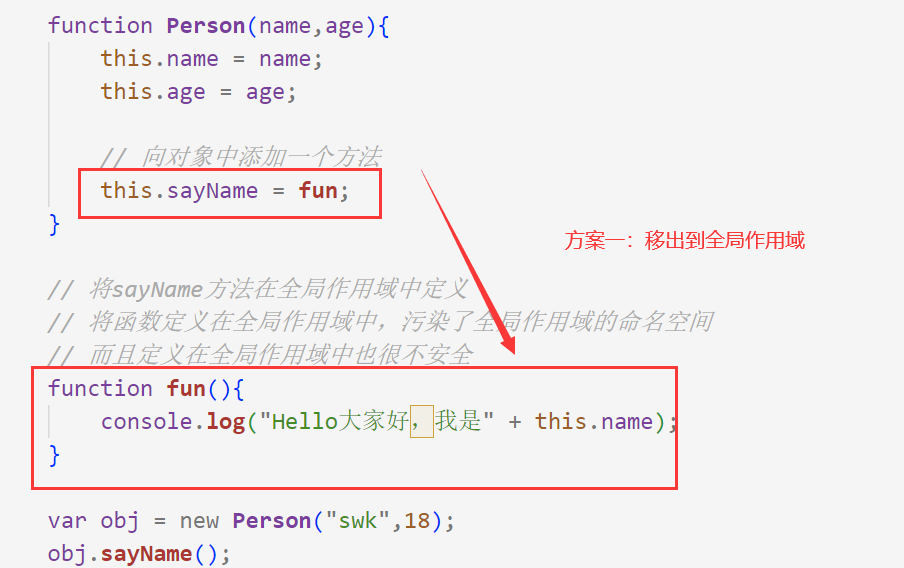 function Person(name,age){
this.name = name;
this.age = age;
// 向对象中添加一个方法
this.sayName = fun;
}
方案一：移出到全局作用域
// 将sayName方法在全局作用域中定义
// 将函数定义在全局作用域中，污染了全局作用域的命名空间
// 而且定义在全局作用域中也很不安全
function fun(){
console.log("Hello大家好，我是" + this.name);
}
var obj = new Person("swk",18);
obj.sayName();